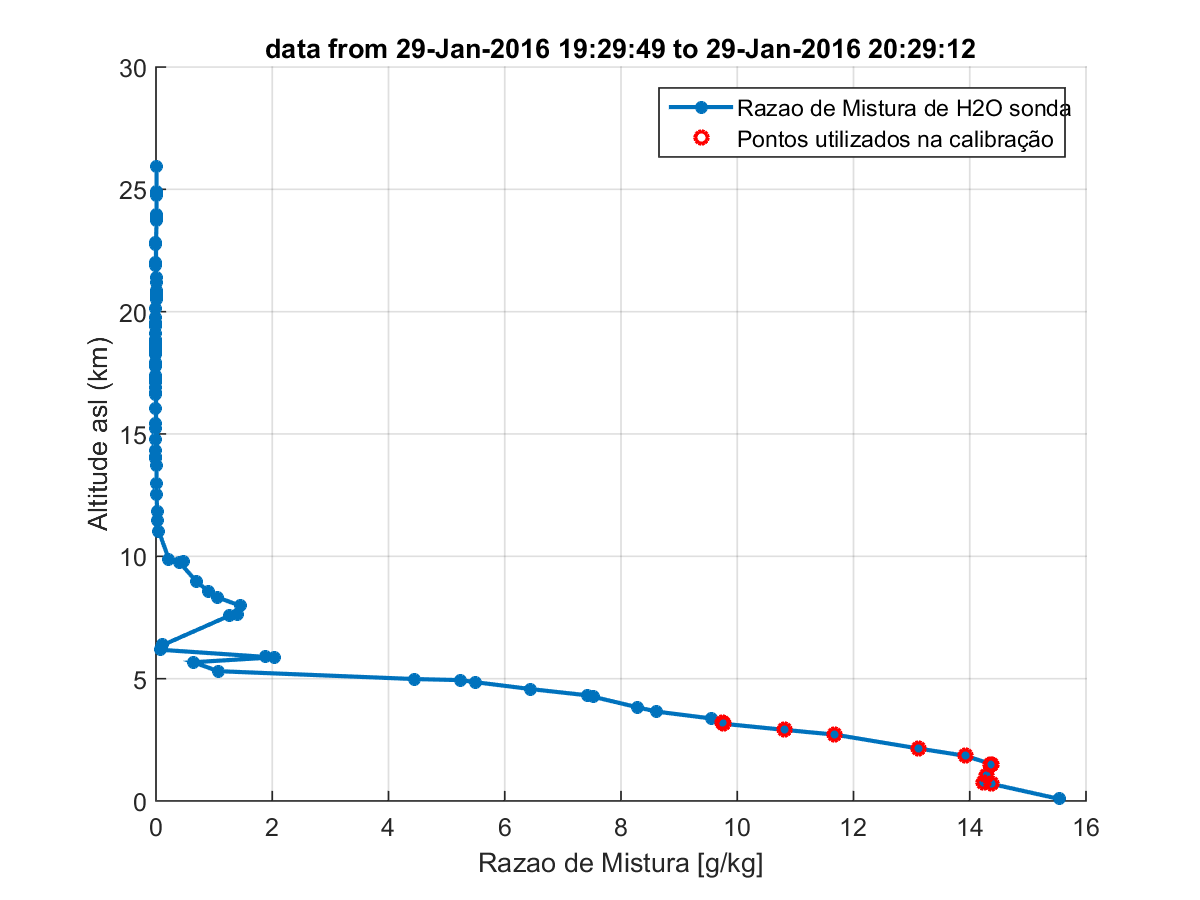 data from 29-Jan-2016 19:29:49 to 29-Jan-2016 20:29:12
Razao de Mistura de H2O sonda
Pontos utilizados na calibração
Altitude asl (km)
30
25
20
15
10
5
0
0 2 4 6 8 10 12 14 16
Razao de Mistura [g/kg]